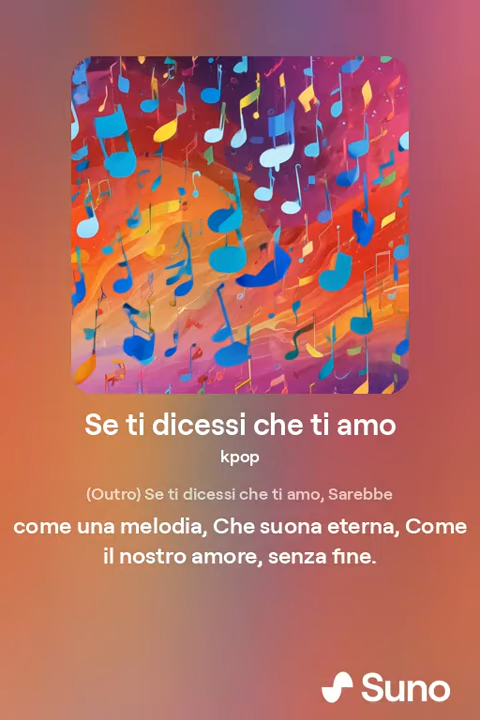 Se ti dicessi che ti amo
kpop
(Outro) Se ti dicessi che ti amo, Sarebbe
come una melodia, Che suona eterna, Come
il nostro amore, senza fine.
Suno